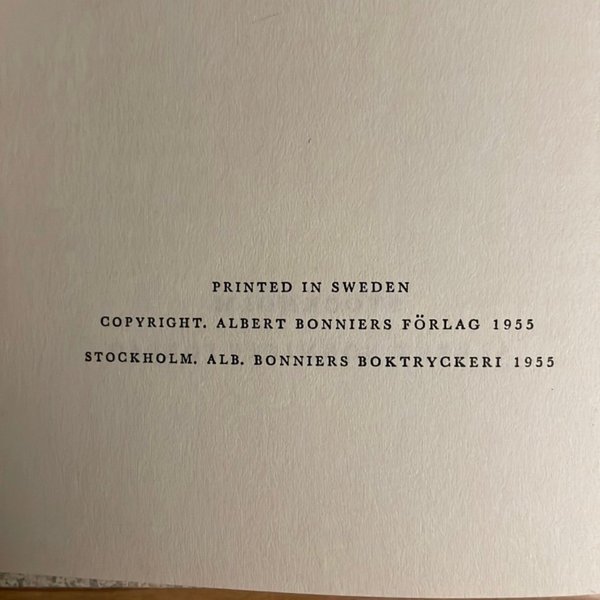 PRINTED IN SWEDEN
COPYRIGHT. ALBERT BONNIERS FÖRLAG 1955
STOCKHOLM. ALB. BONNIERS BOKTRYCKERI 1955